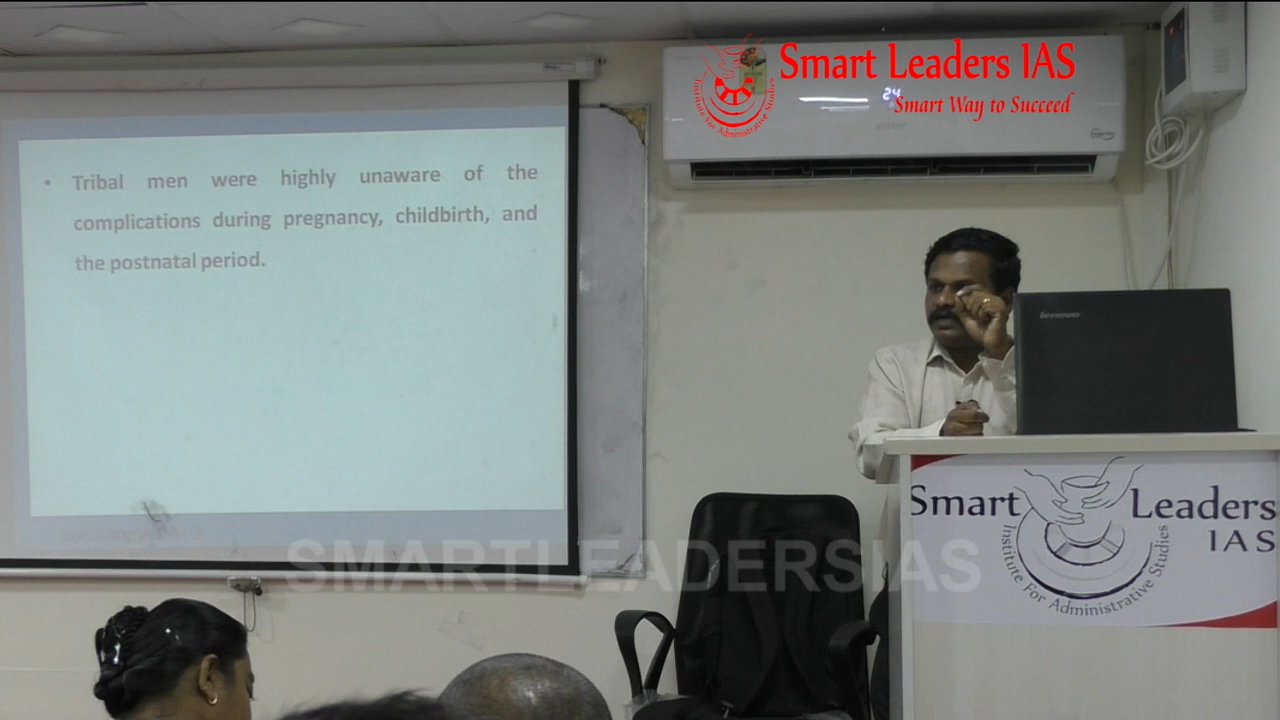 Smart Leaders IAS
Smart Way to Succeed
Institute For Administrative Studies
24
• Tribal men were highly unaware of the
complications during pregnancy, childbirth, and
the postnatal period.
lenovo
Smart Leaders
IAS
Institute For Administrative Studies
SMARTLEADERSIAS